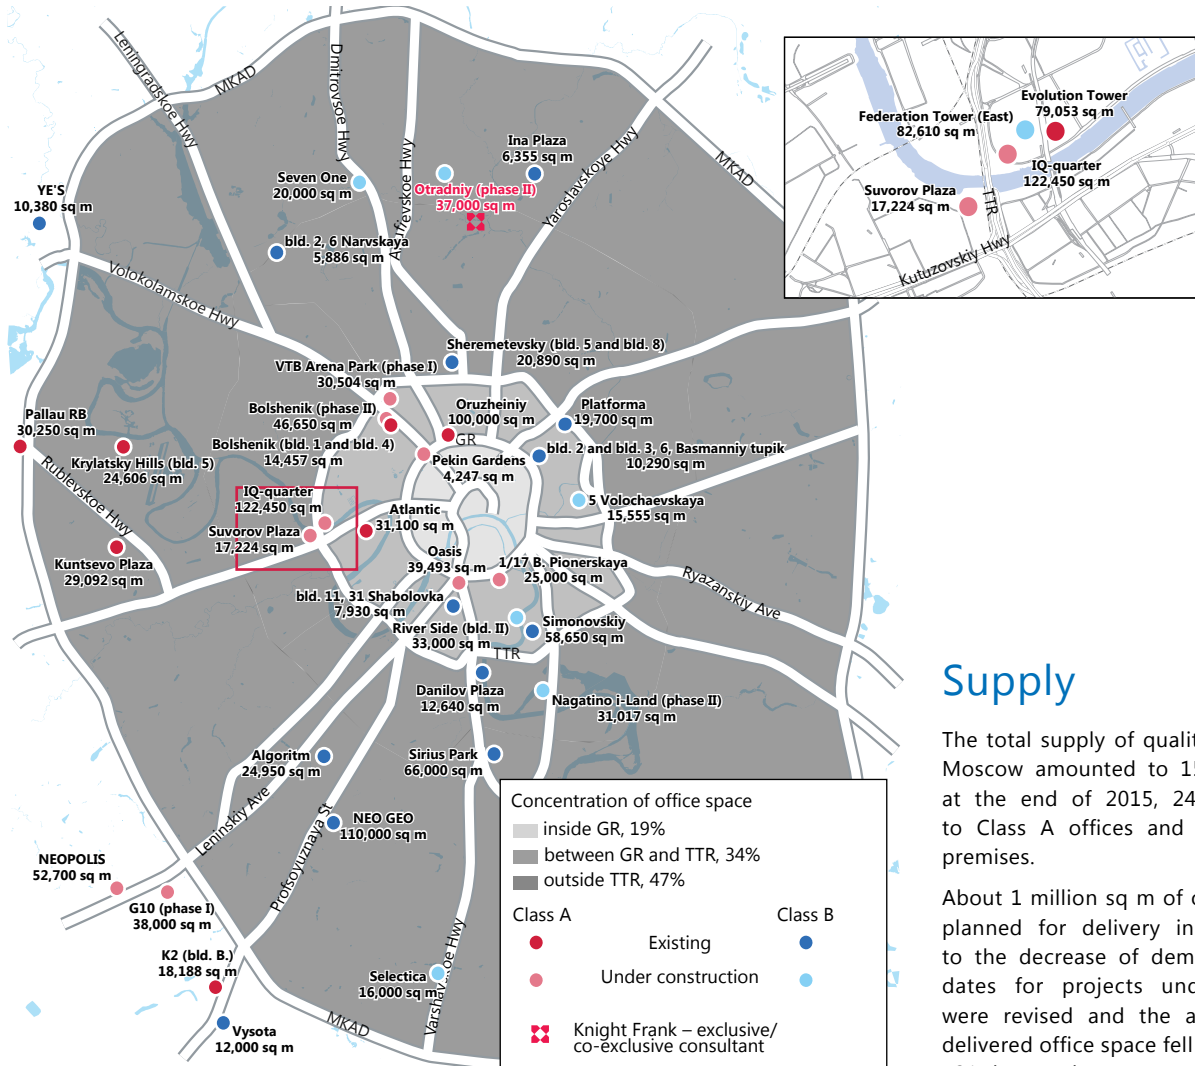 Leningradskoe Hwy
MKAD
Dmitrovsoe Hwy
Hwy
Yaroslavskoye Hwy
MKAD
Ina Plaza
6,355 sq m
Seven One
20,000 sq m
Otradniy (phase II)
37,000 sq m
YE'S
10,380 sq m
bld. 2, 6 Narvskaya
5,886 sq m
Volokolamskoe Hwy
Sheremetevsky (bld. 5 and bld. 8)
20,890 sq m
VTB Arena Park (phase I)
30,504 sq m
Bolshenik (phase II)
46,650 sq m
Oruzheiniy
100,000 sq m
GR
Platforma
19,700 sq m
Pallau RB
30,250 sq m
Bolshenik (bld. 1 and bld. 4)
14,457 sq m
Pekin Gardens
4,247 sq m
bld. 2 and bld. 3, 6, Basmanniy tupik
10,290 sq m
Krylatsky Hills (bld. 5)
24,606 sq m
Rublevskoe Hwy
IQ-quarter
122,450 sq m
Suvorov Plaza
17,224 sq m
Atlantic
31,100 sq m
5 Volochaevskaya
15,555 sq m
Kuntsevo Plaza
29,092 sq m
Oasis
39,493 sq m
1/17 B. Pionerskaya
25,000 sq m
Ryazanskiy Ave
bld. 11, 31 Shabolovka
7,930 sq m
River Side (bld. II)
33,000 sq m
Simonovskiy
58,650 sq m
TTR
Danilov Plaza
12,640 sq m
Nagatino i-Land (phase II)
31,017 sq m
Algoritm
24,950 sq m
Sirius Park
66,000 sq m
NEO GEO
110,000 sq m
Leninskiy Ave
Profsoyuznaya St
NEOPOLIS
52,700 sq m
G10 (phase I)
38,000 sq m
K2 (bld. B.)
18,188 sq m
Selectica
16,000 sq m
Hwy
Vysota
12,000 sq m
MKAD
Evolution Tower
79,053 sq m
Federation Tower (East)
82,610 sq m
IQ-quarter
122,450 sq m
Suvorov Plaza
17,224 sq m
TTR
Kutuzovskiy Hwy
Concentration of office space
inside GR, 19%
between GR and TTR, 34%
outside TTR, 47%
Class A
Class B
Existing
Under construction
Knight Frank – exclusive/
co-exclusive consultant
Supply
The total supply of qualit
Moscow amounted to 15
at the end of 2015, 24
to Class A offices and
premises.
About 1 million sq m of
planned for delivery in
to the decrease of dem
dates for projects und
were revised and the a
delivered office space fell